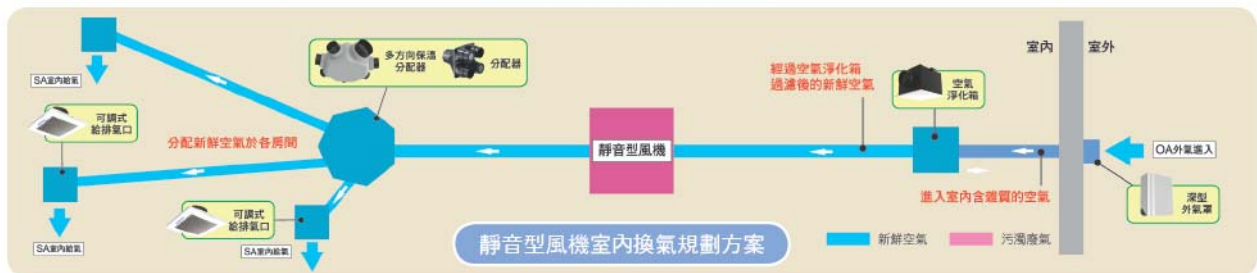 SA室內給氣
可調式
給排氣口
分配新鮮空氣於各房間
SA室內給氣
可調式
給排氣口
SA室內給氣
多方向保溫
分配器
分配器
靜音型風機
經過空氣淨化箱
過濾後的新鮮空氣
空氣
淨化箱
室內
室外
OA外氣進入
進入室內含雜質的空氣
深型
外氣罩
靜音型風機室內換氣規劃方案
新鮮空氣
污濁廢氣